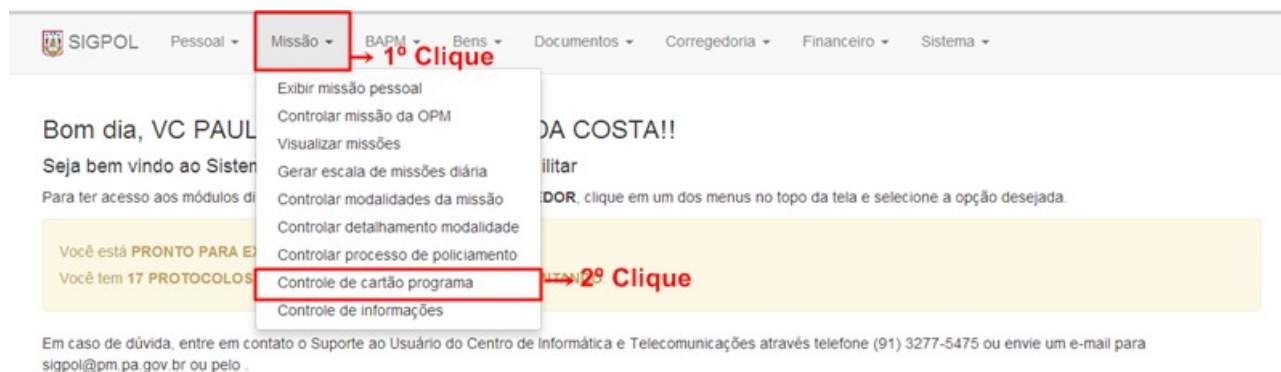 SIGPOL Pessoal Missão BAPM Bens Documentos Corregedoria Financeiro Sistema
1º Clique
Exibir missão pessoal
Controlar missão da OPM
Visualizar missões
Gerar escala de missões diária
Controlar modalidades da missão
Controlar detalhamento modalidade
Controlar processo de policiamento
Controle de cartão programa
Controle de informações
2º Clique
Bom dia, VC PAUL DA COSTA!!
Seja bem vindo ao Sistem ilitar
Para ter acesso aos módulos di EDOR, clique em um dos menus no topo da tela e selecione a opção desejada.
Você está PRONTO PARA EX
Você tem 17 PROTOCOLOS
Em caso de dúvida, entre em contato o Suporte ao Usuário do Centro de Informática e Telecomunicações através telefone (91) 3277-5475 ou envie um e-mail para
sigpol@pm.pa.gov.br ou pelo .